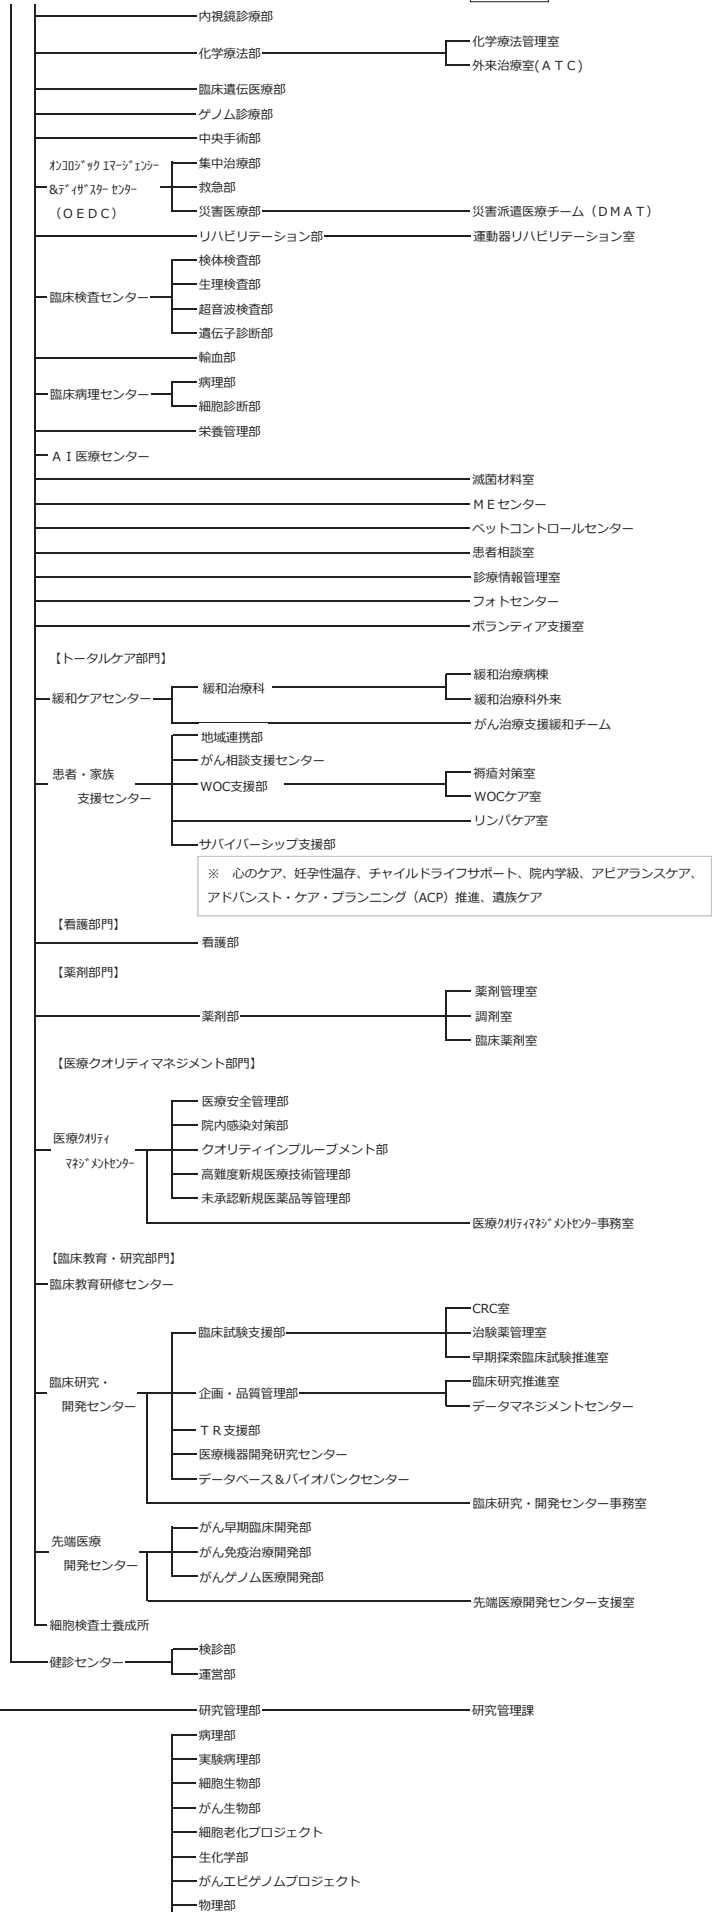 内視鏡診療部
化学療法管理室
化学療法部
外来治療室(ＡＴＣ)
臨床遺伝医療部
ゲノム診療部
中央手術部
ｵﾝｺﾛｼﾞｯｸ ｴﾏｰｼﾞｪﾝｼｰ
集中治療部
&ﾃﾞｨｻﾞｽﾀｰ ｾﾝﾀｰ
救急部
（ＯＥＤＣ）
災害医療部
災害派遣医療チーム（ＤＭＡＴ）
リハビリテーション部
運動器リハビリテーション室
検体検査部
生理検査部
臨床検査センター
超音波検査部
遺伝子診断部
輸血部
病理部
臨床病理センター
細胞診断部
栄養管理部
ＡＩ医療センター
滅菌材料室
ＭＥセンター
ベットコントロールセンター
患者相談室
診療情報管理室
フォトセンター
ボランティア支援室
【トータルケア部門】
緩和治療病棟
緩和治療科
緩和ケアセンター
緩和治療科外来
がん治療支援緩和チーム
地域連携部
がん相談支援センター
患者・家族
支援センター
褥瘡対策室
WOC支援部
WOCケア室
リンパケア室
サバイバーシップ支援部
※　心のケア、妊孕性温存、チャイルドライフサポート、院内学級、アピアランスケア、
アドバンスト・ケア・プランニング（ACP）推進、遺族ケア
【看護部門】
看護部
【薬剤部門】
薬剤管理室
薬剤部
調剤室
臨床薬剤室
【医療クオリティマネジメント部門】
医療安全管理部
院内感染対策部
医療ｸｵﾘﾃｨ
ﾏﾈｼﾞﾒﾝﾄｾﾝﾀｰ
クオリティインプルーブメント部
高難度新規医療技術管理部
未承認新規医薬品等管理部
医療ｸｵﾘﾃｨﾏﾈｼﾞﾒﾝﾄｾﾝﾀｰ事務室
【臨床教育・研究部門】
臨床教育研修センター
CRC室
臨床試験支援部
治験薬管理室
早期探索臨床試験推進室
臨床研究・
開発センター
臨床研究推進室
企画・品質管理部
データマネジメントセンター
ＴＲ支援部
医療機器開発研究センター
データベース＆バイオバンクセンター
臨床研究・開発センター事務室
がん早期臨床開発部
先端医療
開発センター
がん免疫治療開発部
がんゲノム医療開発部
先端医療開発センター支援室
細胞検査士養成所
検診部
健診センター
運営部
研究管理部
研究管理課
病理部
実験病理部
細胞生物部
がん生物部
細胞老化プロジェクト
生化学部
がんエピゲノムプロジェクト
物理部